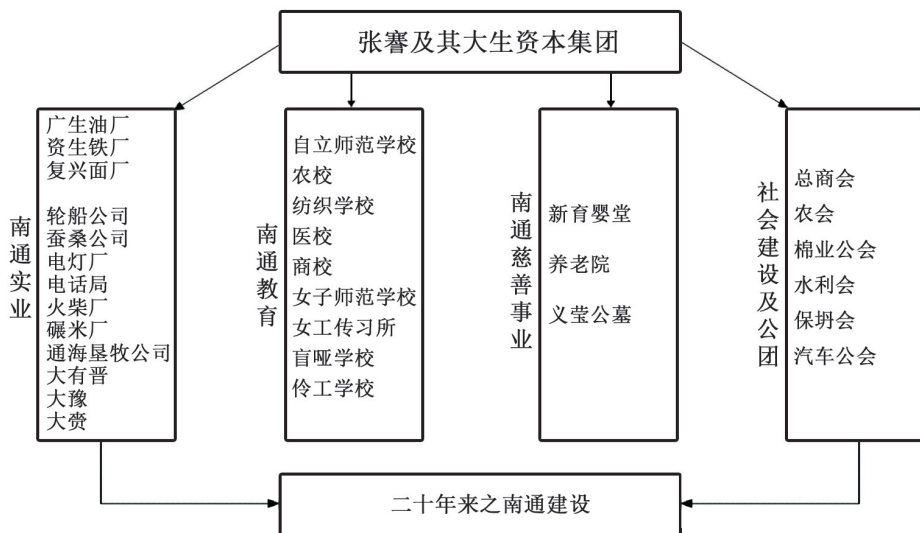 张謇及其大生资本集团
南通实业
广生油厂
资生铁厂
复兴面厂
轮船公司
蚕桑公司
电灯厂
电话局
火柴厂
碾米厂
通海垦牧公司
大有晋
大豫
大赍
南通教育
自立师范学校
农校
纺织学校
医校
商校
女子师范学校
女工传习所
盲哑学校
伶工学校
南通慈善事业
新育婴堂
养老院
义莹公墓
社会建设及公团
总商会
农会
棉业公会
水利会
保坍会
汽车公会
二十年来之南通建设